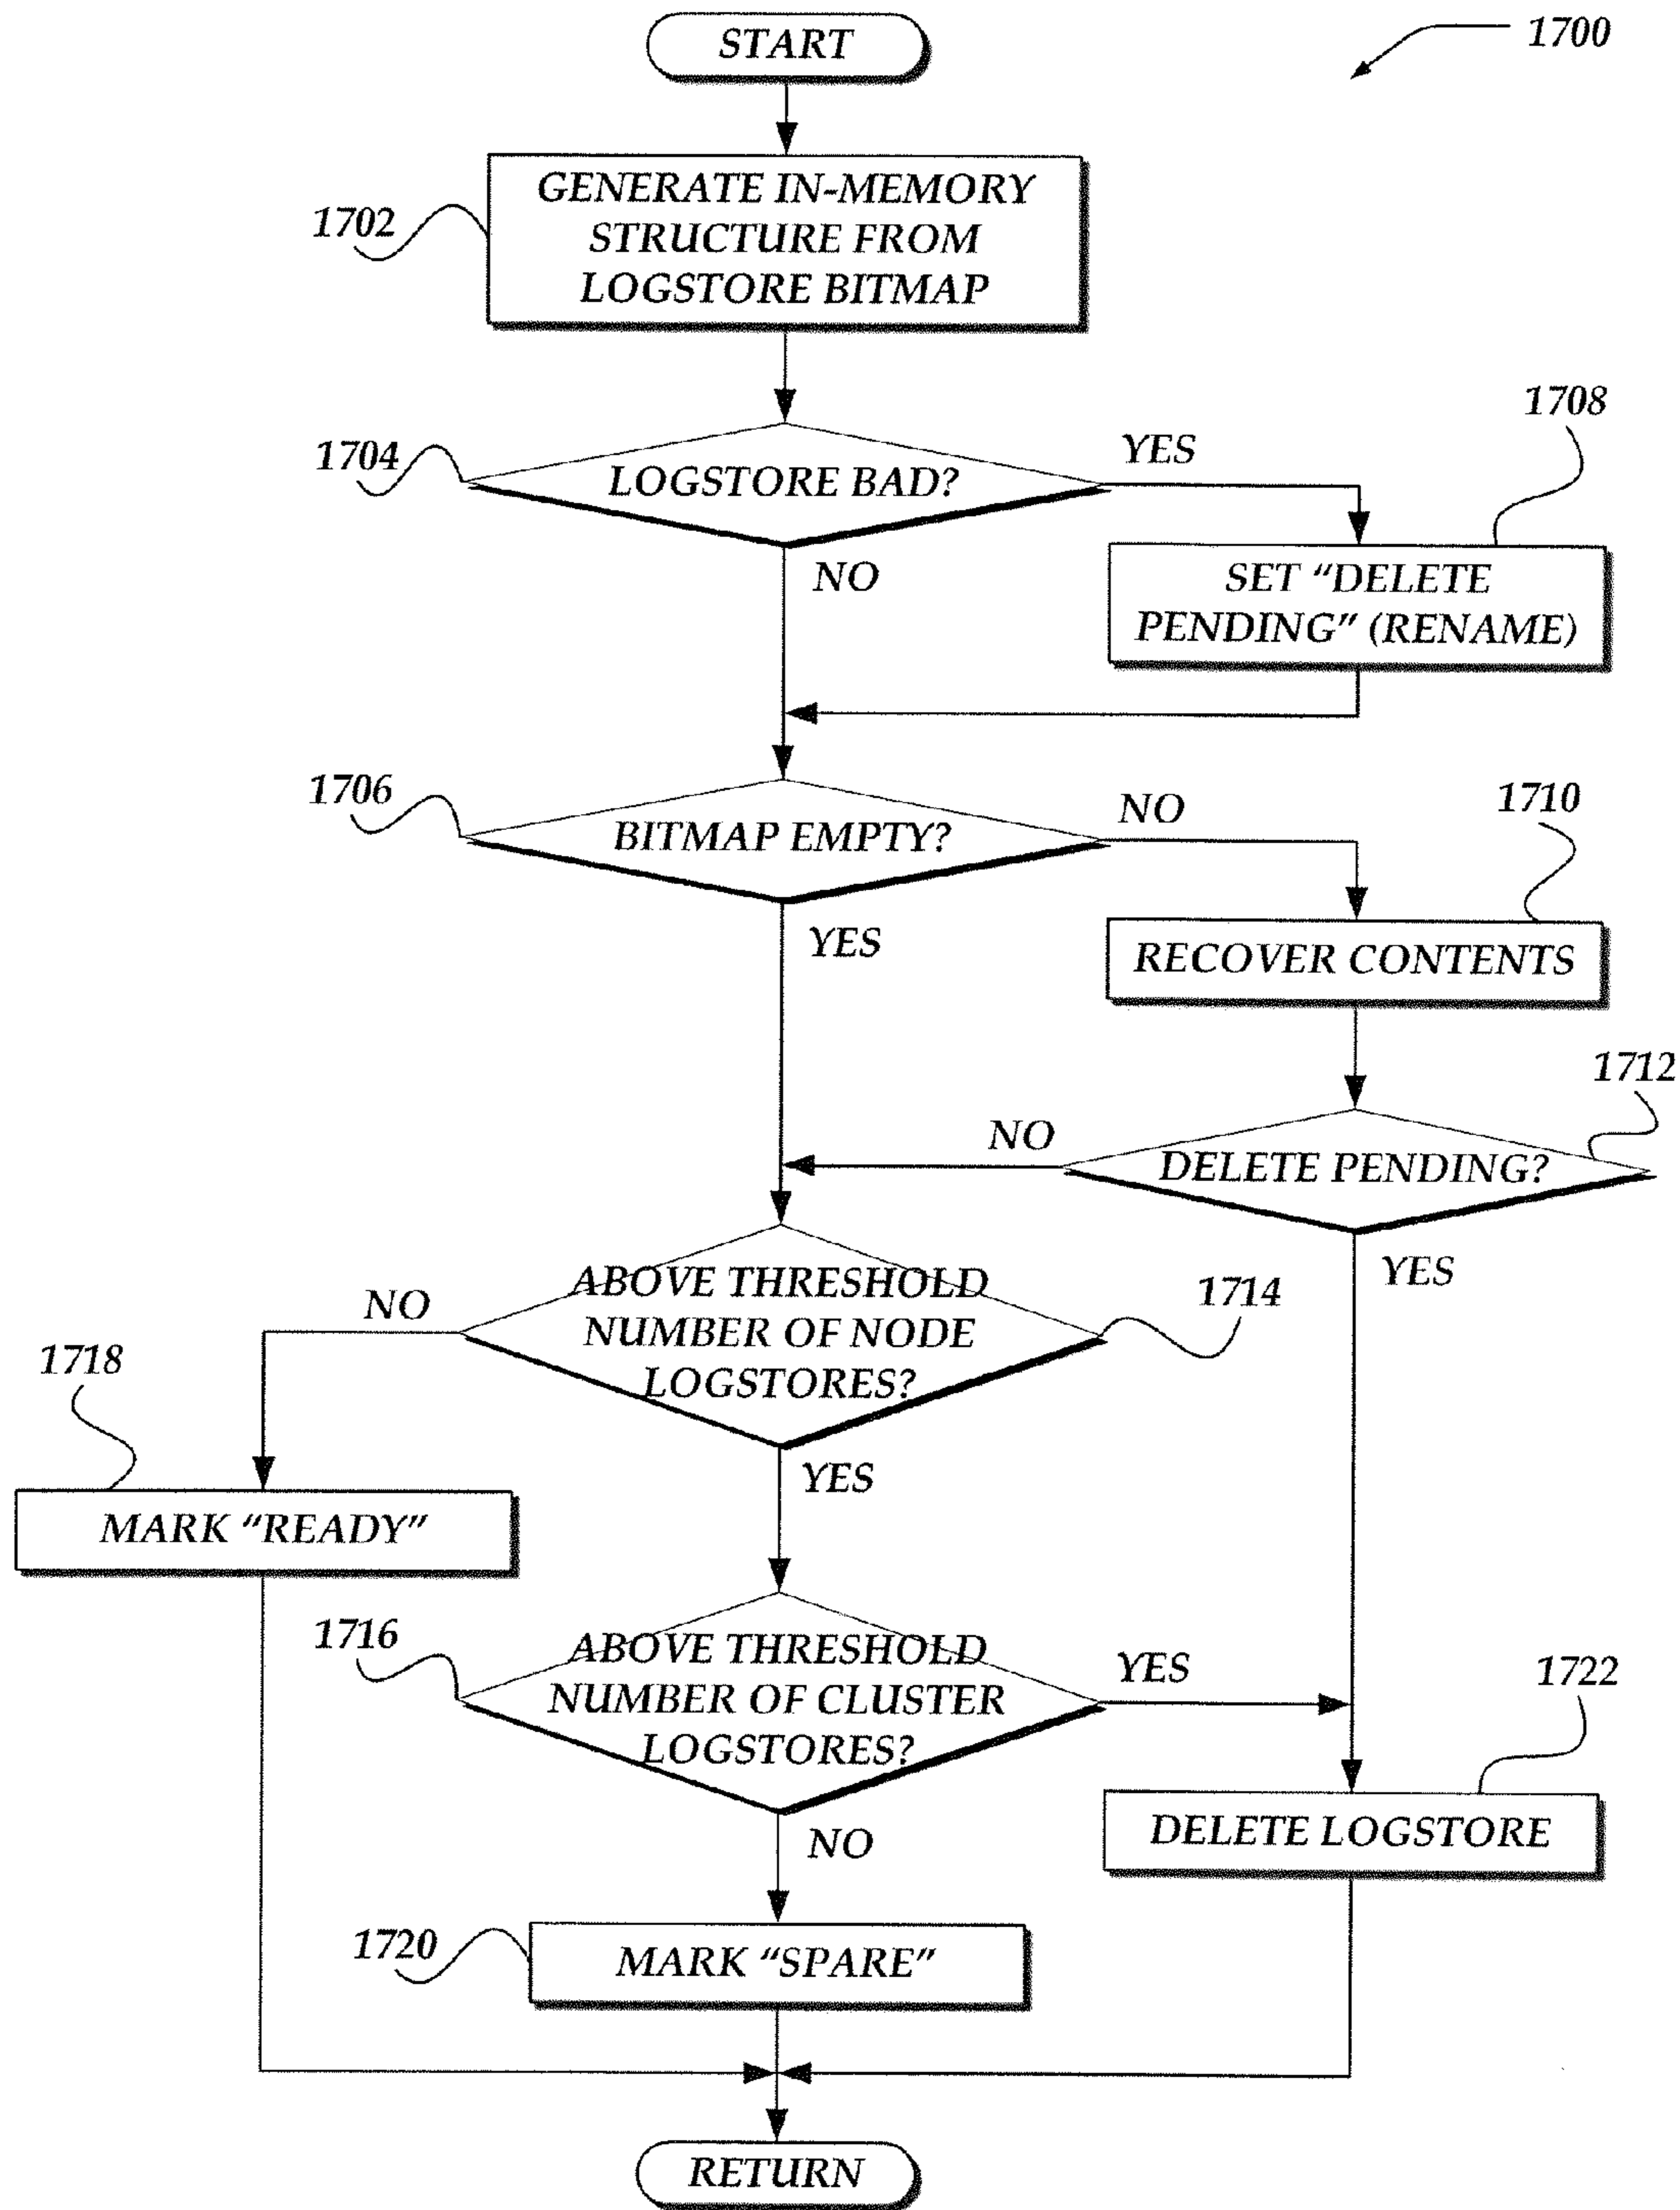 START
1700
1702
GENERATE IN-MEMORY
STRUCTURE FROM
LOGSTORE BITMAP
1704
LOGSTORE BAD?
YES
1708
NO
SET “DELETE
PENDING” (RENAME)
1706
BITMAP EMPTY?
NO
1710
YES
RECOVER CONTENTS
1712
NO
DELETE PENDING?
YES
ABOVE THRESHOLD
NUMBER OF NODE
LOGSTORES?
1714
NO
1718
YES
MARK “READY”
1716
ABOVE THRESHOLD
NUMBER OF CLUSTER
LOGSTORES?
YES
1722
NO
DELETE LOGSTORE
1720
MARK “SPARE”
RETURN